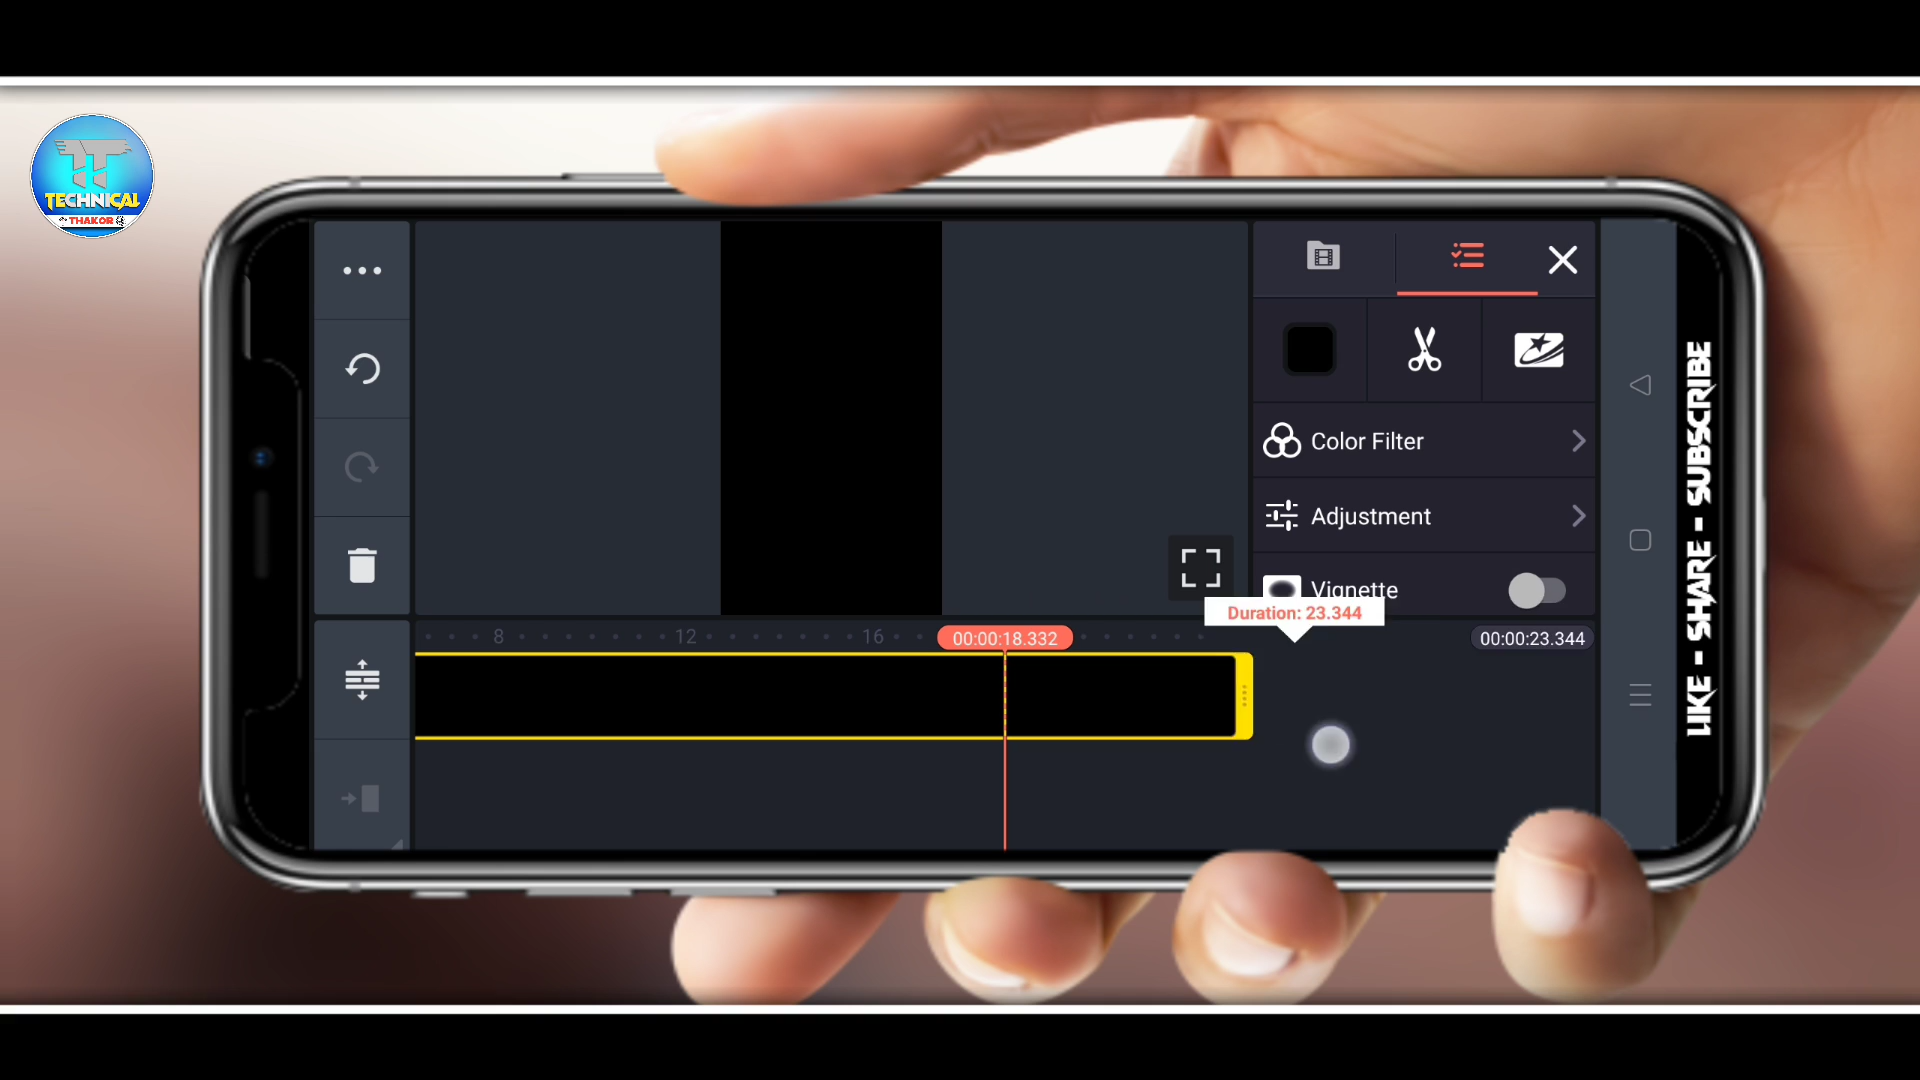 TECHNICAL
THAKOR
Color Filter
Adjustment
Vignette
Duration: 23.344
8
12
16
00:00:18.332
00:00:23.344
LIKE - SHARE - SUBSCRIBE